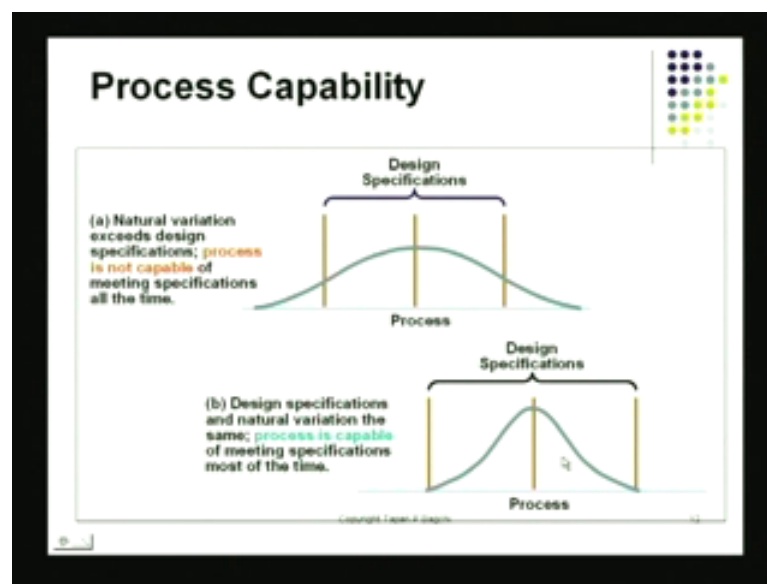 Process Capability
Design
Specifications
(a) Natural variation
exceeds design
specifications; process
is not capable of
meeting specifications
all the time.
Process
Design
Specifications
(b) Design specifications
and natural variation the
same; process is capable
of meeting specifications
most of the time.
Process
Copyright Tapan P